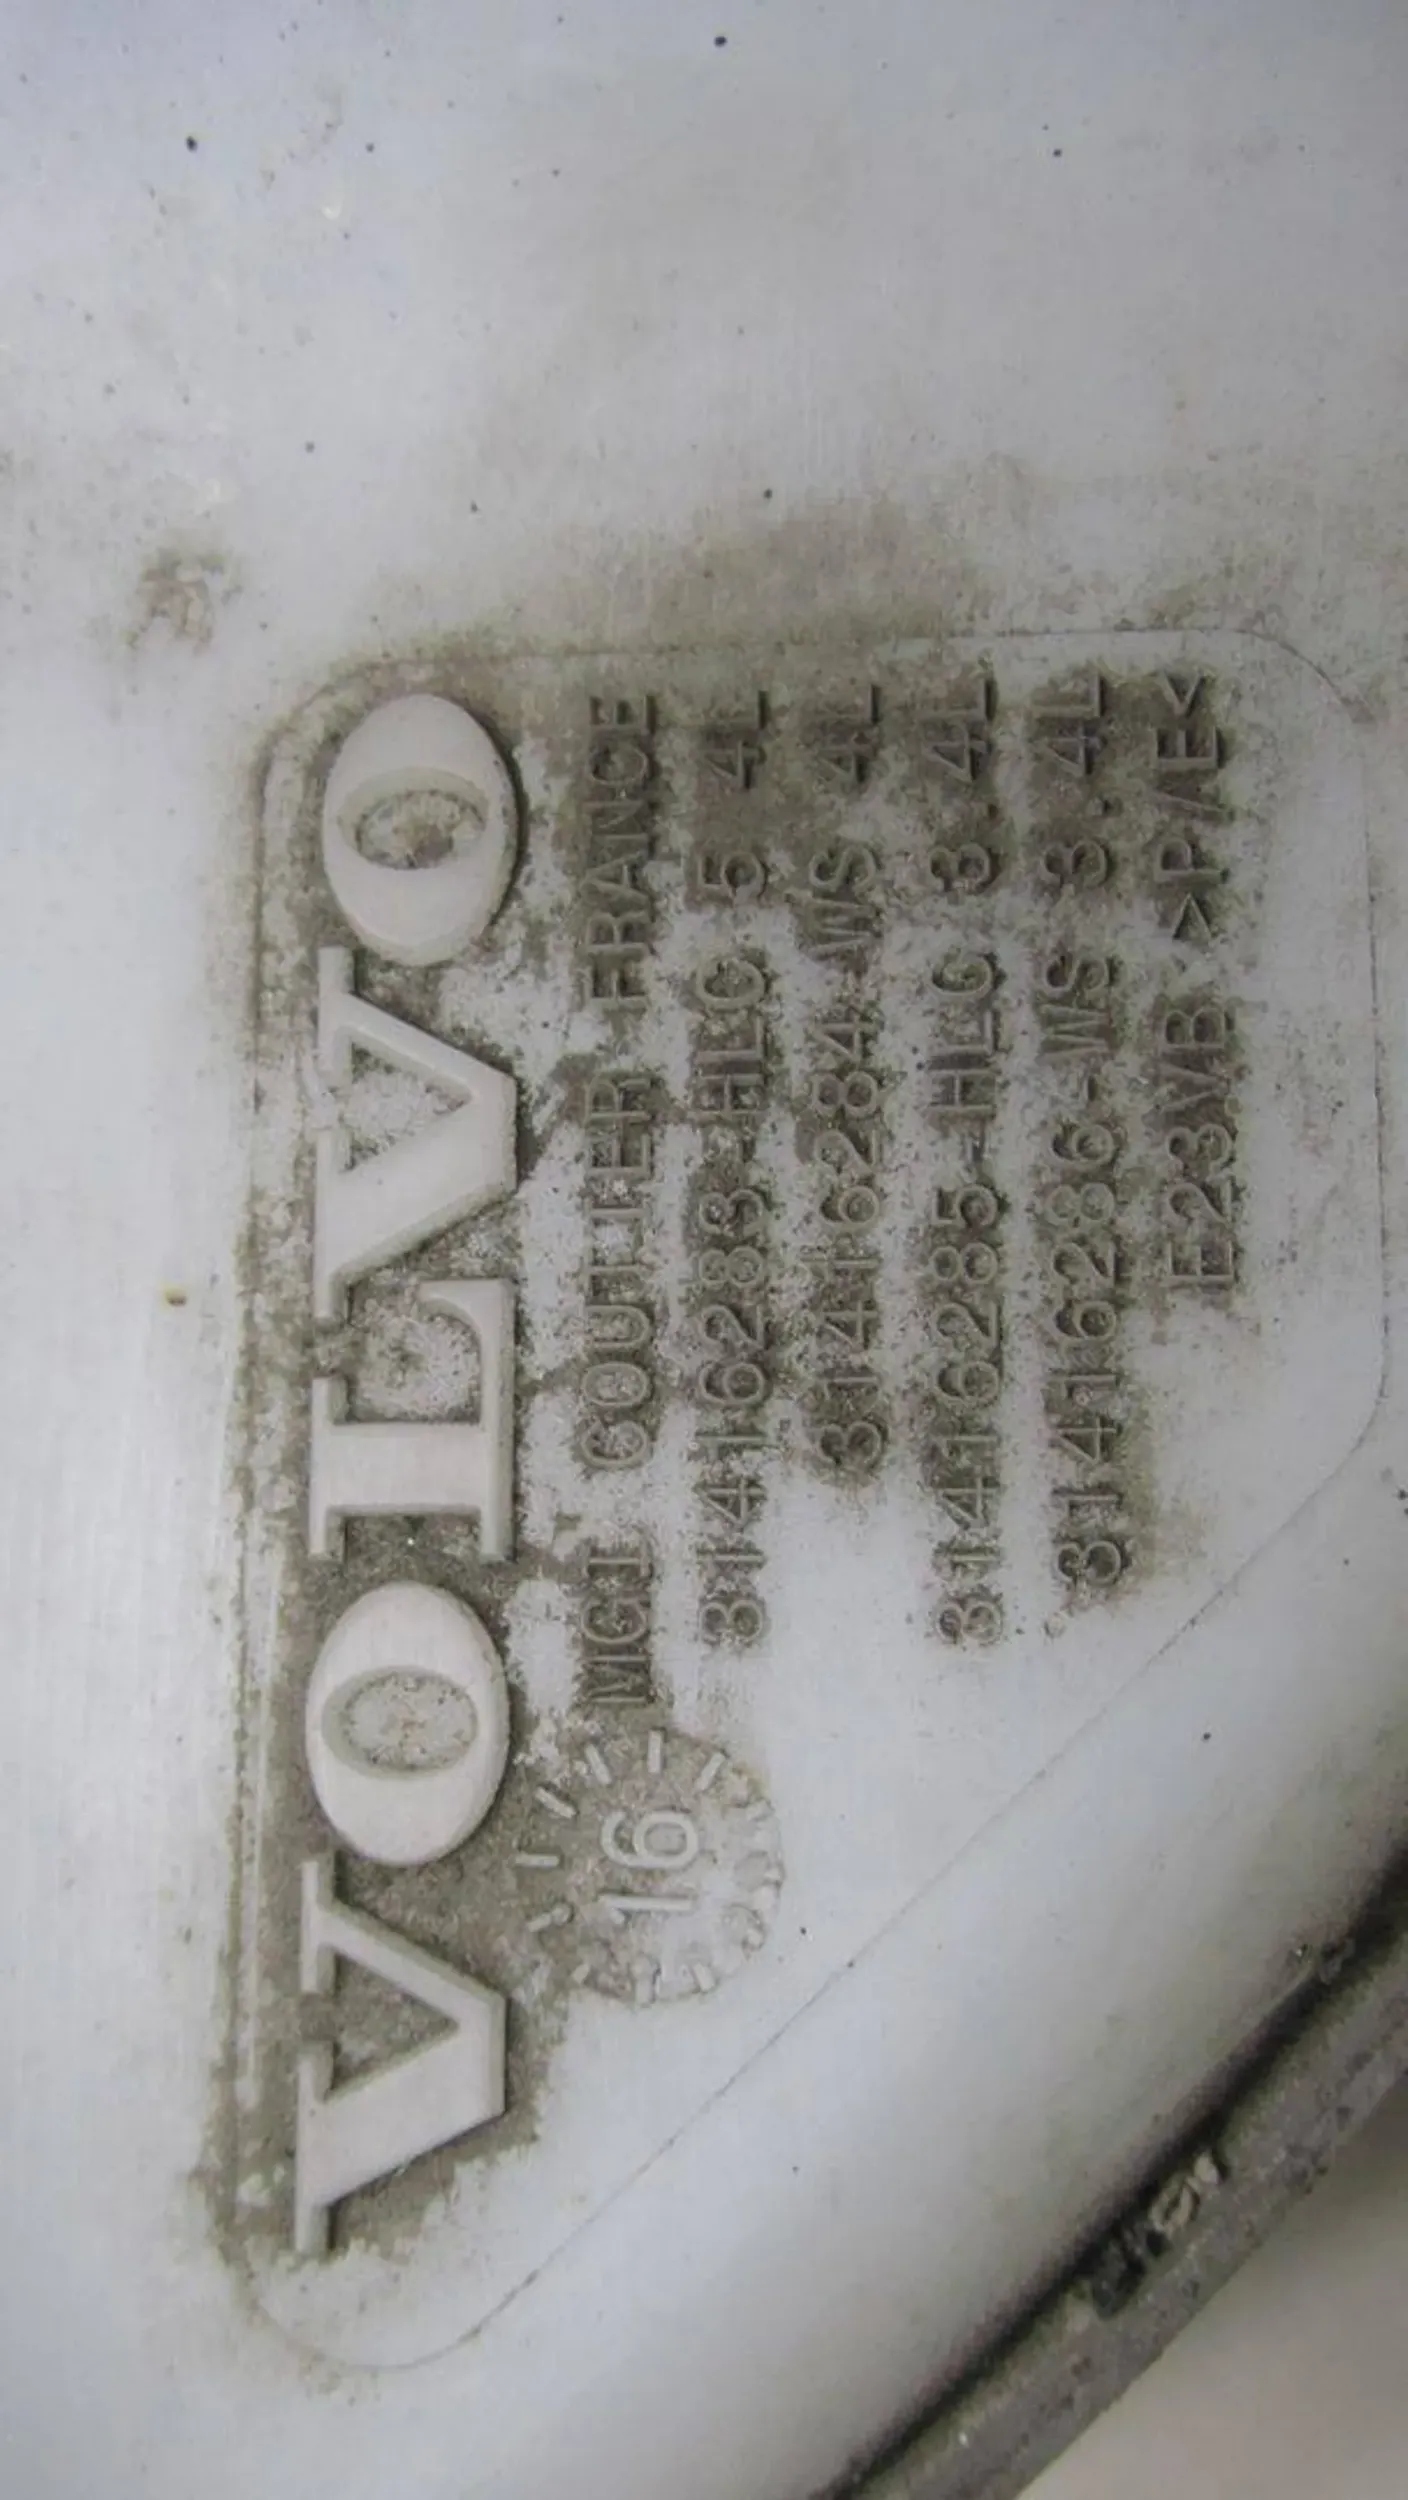 VOLVO
16
MGI COUTIER FRANCE
31416283-HLC 5 4L
31416284-WS 4L
31416285-HLC 3.4L
31416286-WS 3.4L
E23VB >P/E<